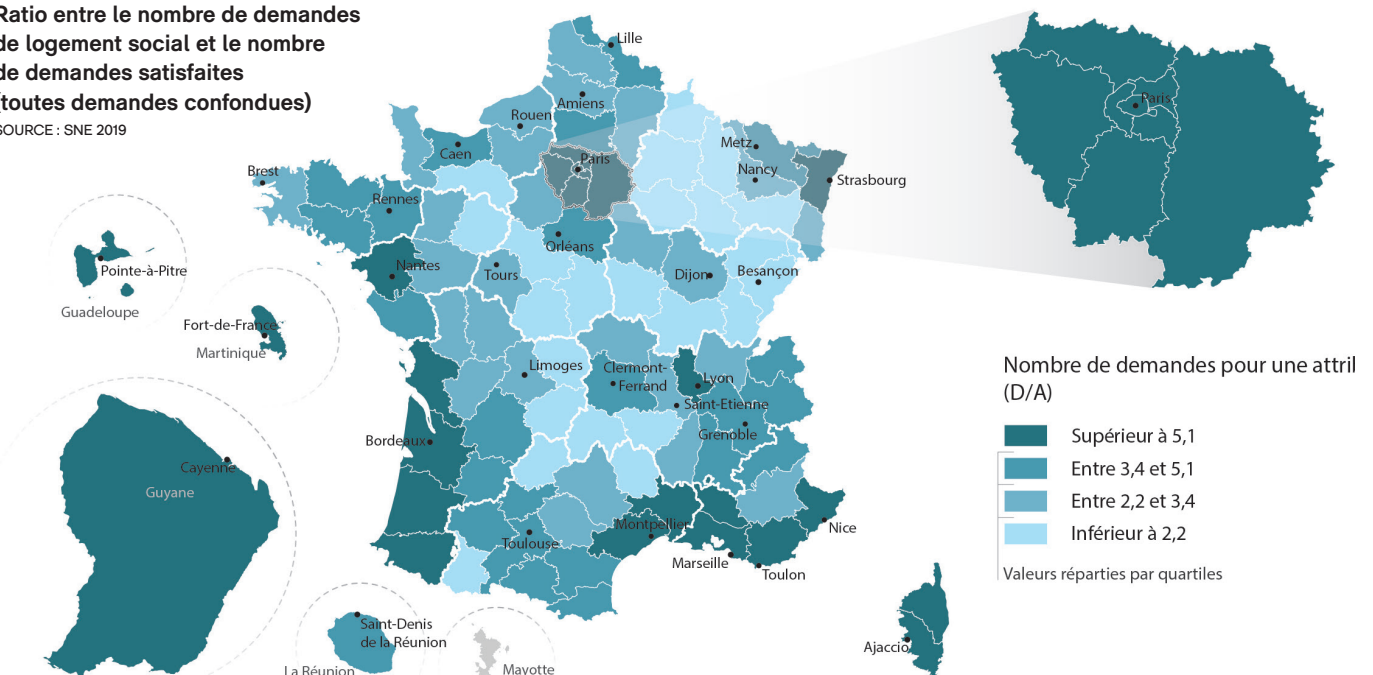 Ratio entre le nombre de demandes
de logement social et le nombre
de demandes satisfaites
(toutes demandes confondues)
SOURCE : SNE 2019
Lille
Amiens
Rouen
Caen
Paris
Metz
Nancy
Strasbourg
Brest
Rennes
Orléans
Nantes
Tours
Dijon
Besançon
Paris
Pointe-à-Pitre
Guadeloupe
Fort-de-France
Martinique
Limoges
Clermont-
Ferrand
Lyon
Saint-Etienne
Grenoble
Bordeaux
Cayenne
Guyane
Montpellier
Toulouse
Nice
Marseille
Toulon
Ajaccio
Saint-Denis
de la Réunion
La Réunion
Mayotte
Nombre de demandes pour une attril
(D/A)
Supérieur à 5,1
Entre 3,4 et 5,1
Entre 2,2 et 3,4
Inférieur à 2,2
Valeurs réparties par quartiles